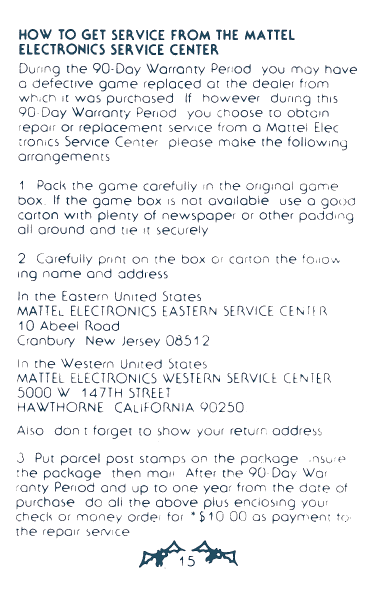 HOW TO GET SERVICE FROM THE MATTEL
ELECTRONICS SERVICE CENTER
During the 90-Day Warranty Period you may have
a defective game replaced at the dealer from
which it was purchased If however during this
90-Day Warranty Period you choose to obtain
repair or replacement service from a Mattel Elec
tronics Service Center please make the following
arrangements
1 Pack the game carefully in the original game
box. If the game box is not available use a good
carton with plenty of newspaper or other padding
all around and tie it securely
2 Carefully print on the box or carton the follow
ing name and address
In the Eastern United States
MATTEL ELECTRONICS EASTERN SERVICE CENTER
10 Abeel Road
Cranbury New Jersey 08512
In the Western United States
MATTEL ELECTRONICS WESTERN SERVICE CENTER
5000 W 147TH STREET
HAWTHORNE CALIFORNIA 90250
Also don t forget to show your return address
3 Put parcel post stamps on the package insure
the package then mail After the 90-Day War
ranty Period and up to one year from the date of
purchase do all the above plus enclosing your
check or money order for *$10 00 as payment for
the repair service
15